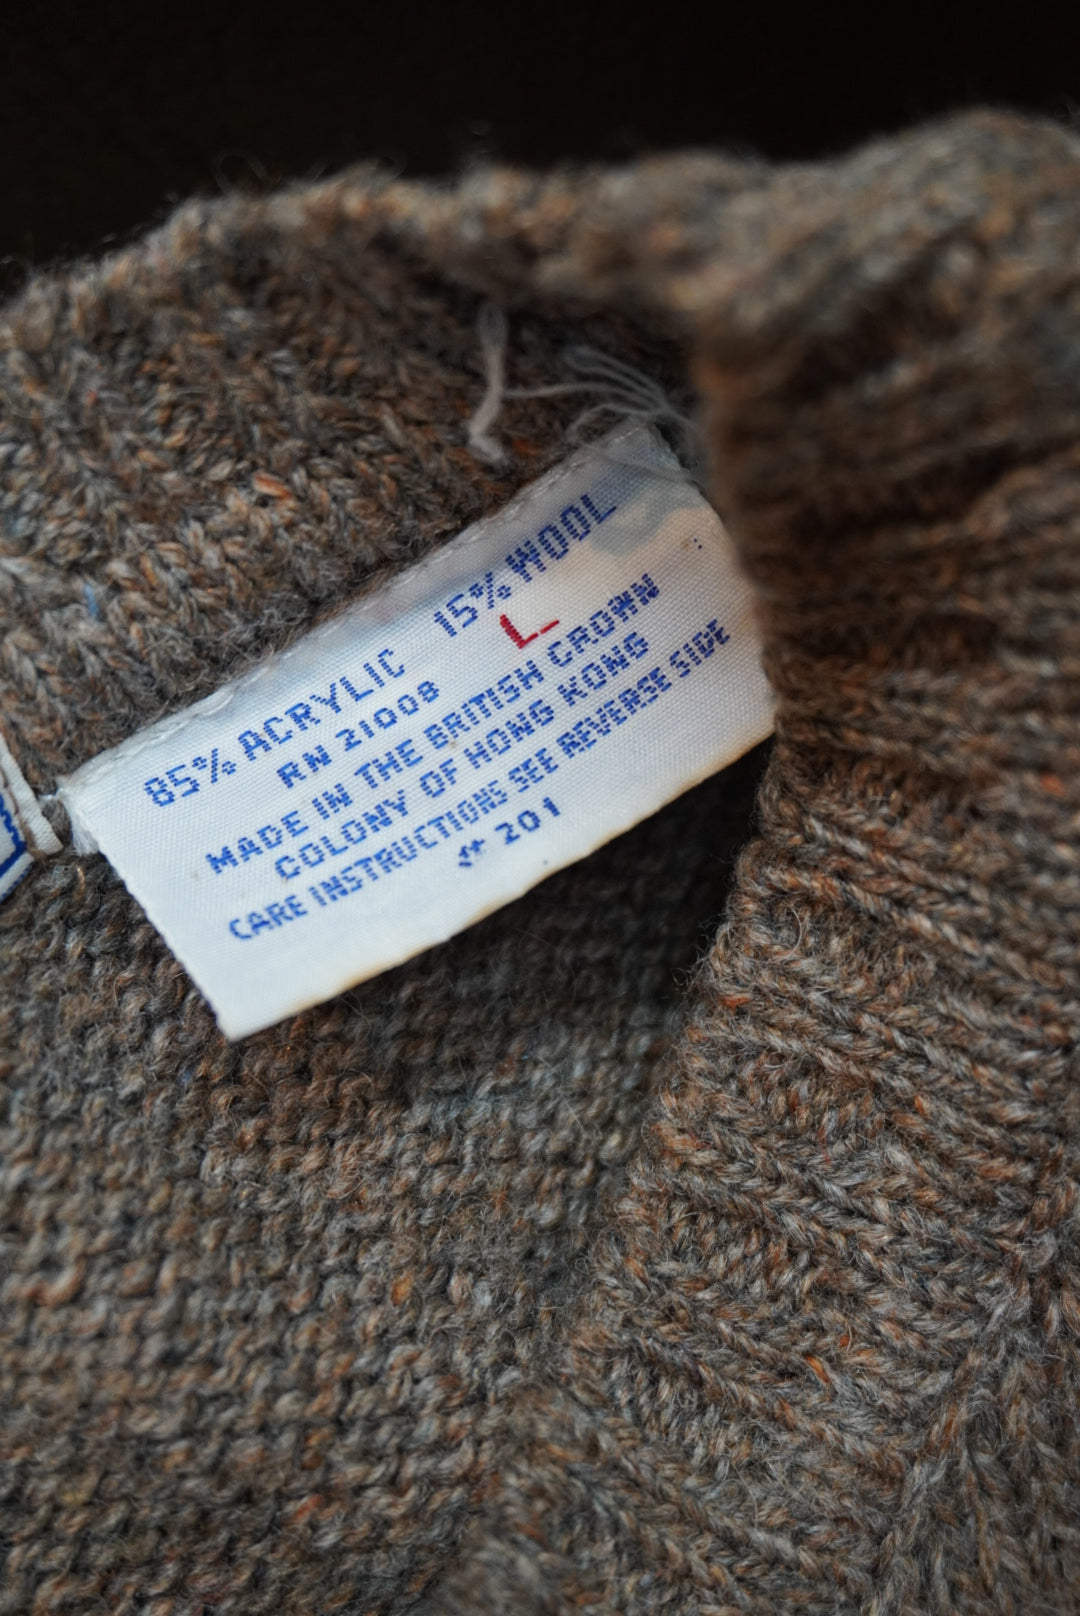 85% ACRYLIC 15% WOOL
L
RN 21008
MADE IN THE BRITISH CROWN
COLONY OF HONG KONG
CARE INSTRUCTIONS SEE REVERSE SIDE
201